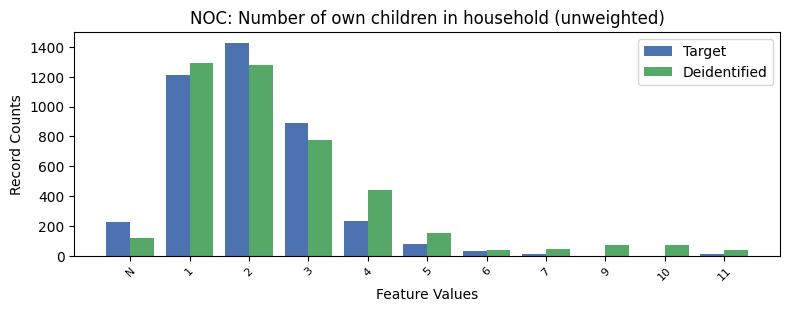 NOC: Number of own children in household (unweighted)
Target
Deidentified
Record Counts
1400
1200
1000
800
600
400
200
0
N 1 2 3 4 5 6 7 9 10 11
Feature Values